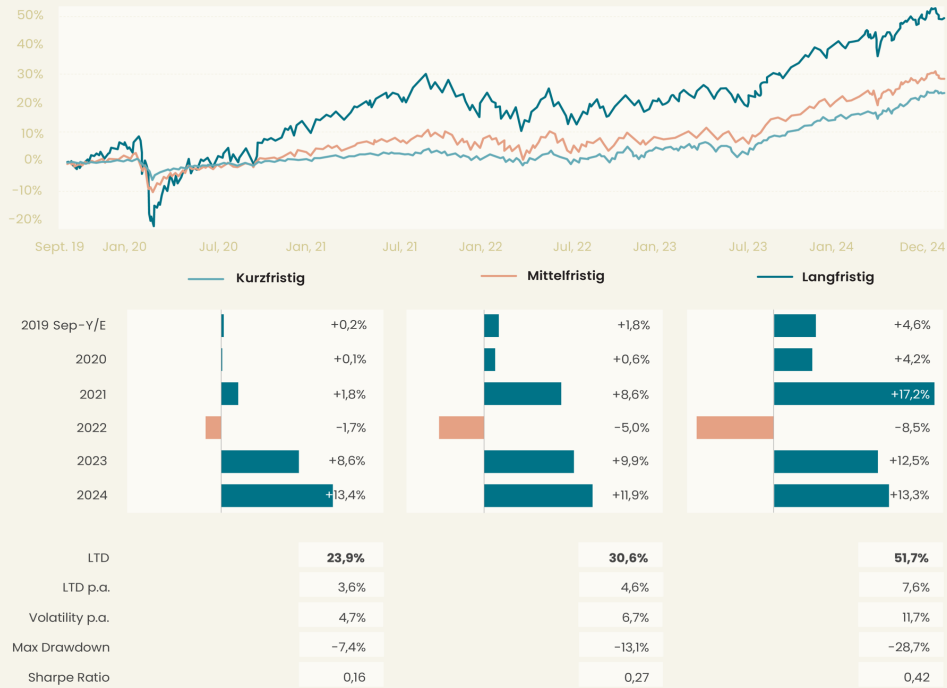 50%
40%
30%
20%
10%
0%
-10%
-20%
Sept. 19 Jan, 20 Jul, 20 Jan, 21 Jul, 21 Jan, 22 Jul, 22 Jan, 23 Jul, 23 Jan, 24 Dec, 24
Kurzfristig Mittelfristig Langfristig
2019 Sep-Y/E +0,2% +1,8% +4,6%
2020 +0,1% +0,6% +4,2%
2021 +1,8% +8,6% +17,2%
2022 -1,7% -5,0% -8,5%
2023 +8,6% +9,9% +12,5%
2024 +13,4% +11,9% +13,3%
LTD 23,9% 30,6% 51,7%
LTD p.a. 3,6% 4,6% 7,6%
Volatility p.a. 4,7% 6,7% 11,7%
Max Drawdown -7,4% -13,1% -28,7%
Sharpe Ratio 0,16 0,27 0,42